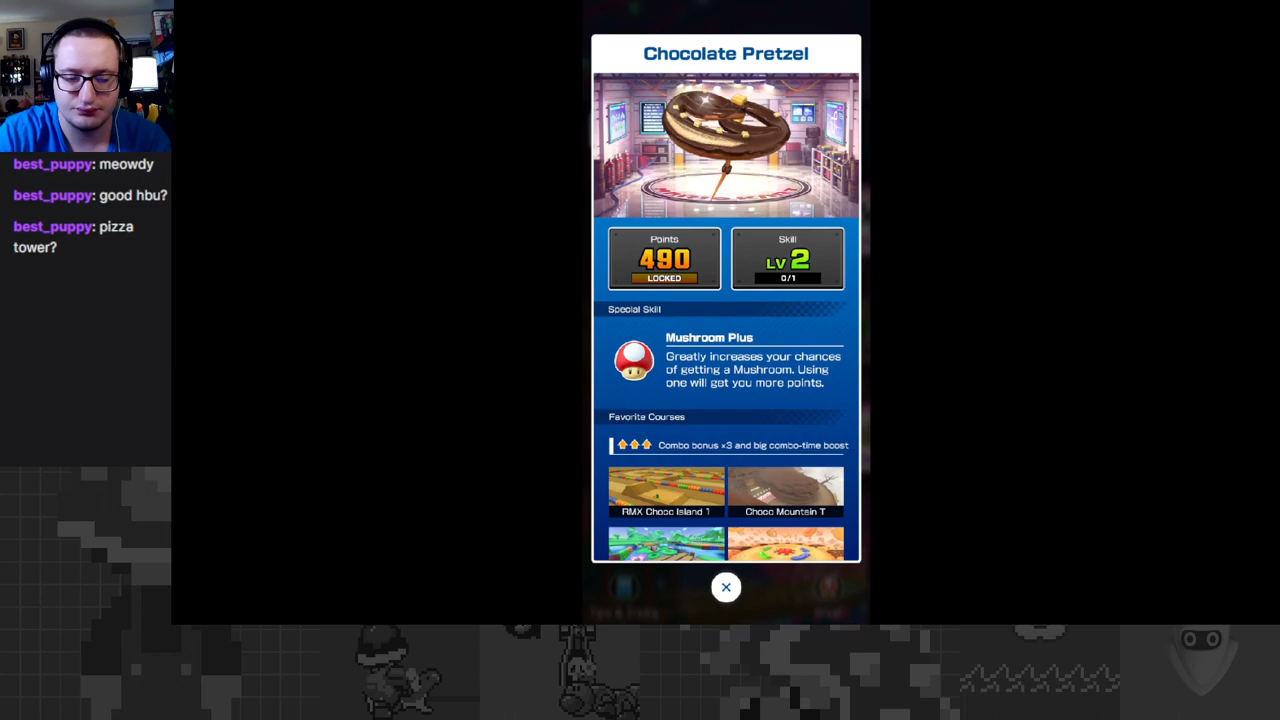 best_puppy: meowdy
best_puppy: good hbu?
best_puppy: pizza
tower?
Chocolate Pretzel
Points
490
LOCKED
Skill
LV 2
0/1
Special Skill
Mushroom Plus
Greatly increases your chances
of getting a Mushroom. Using
one will get you more points.
Favorite Courses
Combo bonus ×3 and big combo-time boost
RMX Choco Island 1
Choco Mountain T